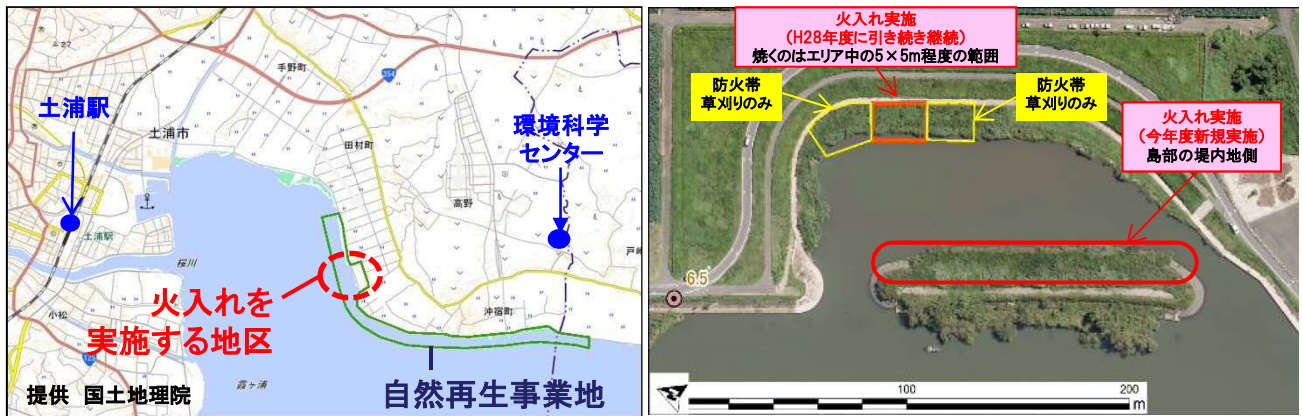 27
手野町
354
土浦駅
土浦市
環境科学
センター
田村町
高野
戸崎
土浦駅
桜川
火入れを
実施する地区
沖宿町
小松
125
霞ヶ浦
提供 国土地理院
自然再生事業地
火入れ実施
(H28年度に引き続き継続)
焼くのはエリア中の5×5m程度の範囲
防火帯
草刈りのみ
防火帯
草刈りのみ
火入れ実施
(今年度新規実施)
島部の堤内地側
6.5
100
200
m